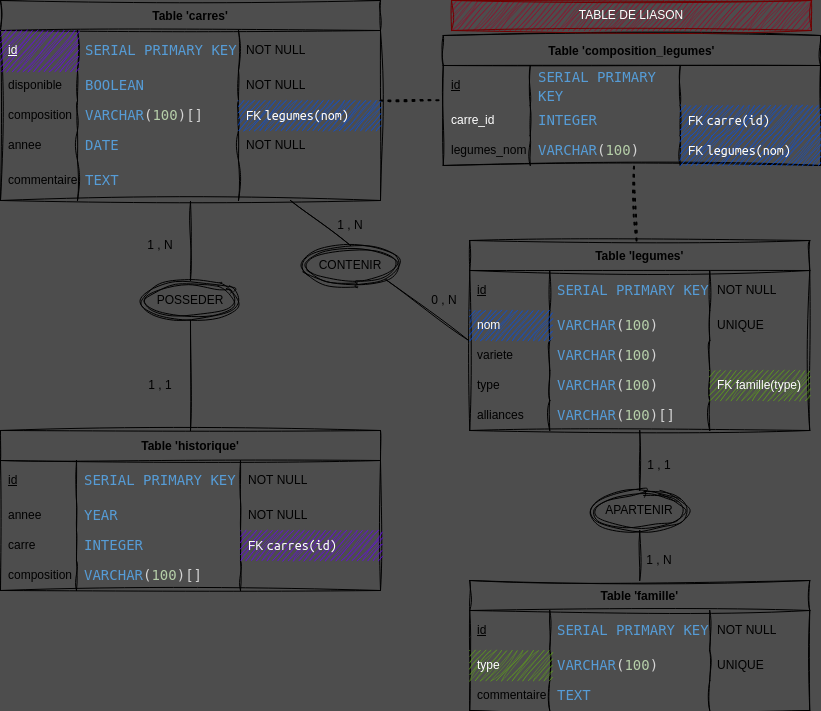 Table 'carres'
id SERIAL PRIMARY KEY NOT NULL
disponible BOOLEAN NOT NULL
composition VARCHAR(100)[] FK legumes(nom)
annee DATE NOT NULL
commentaire TEXT
TABLE DE LIASON
Table 'composition_legumes'
id SERIAL PRIMARY
KEY
carre_id INTEGER FK carre(id)
legumes_nom VARCHAR(100) FK legumes(nom)
1 , N
1 , N
CONTENIR
POSSEDER
0 , N
1 , 1
Table 'legumes'
id SERIAL PRIMARY KEY NOT NULL
nom VARCHAR(100) UNIQUE
variete VARCHAR(100)
type VARCHAR(100) FK famille(type)
alliances VARCHAR(100)[]
Table 'historique'
id SERIAL PRIMARY KEY NOT NULL
annee YEAR NOT NULL
carre INTEGER FK carres(id)
composition VARCHAR(100)[]
1 , 1
APARTENIR
1 , N
Table 'famille'
id SERIAL PRIMARY KEY NOT NULL
type VARCHAR(100) UNIQUE
commentaire TEXT